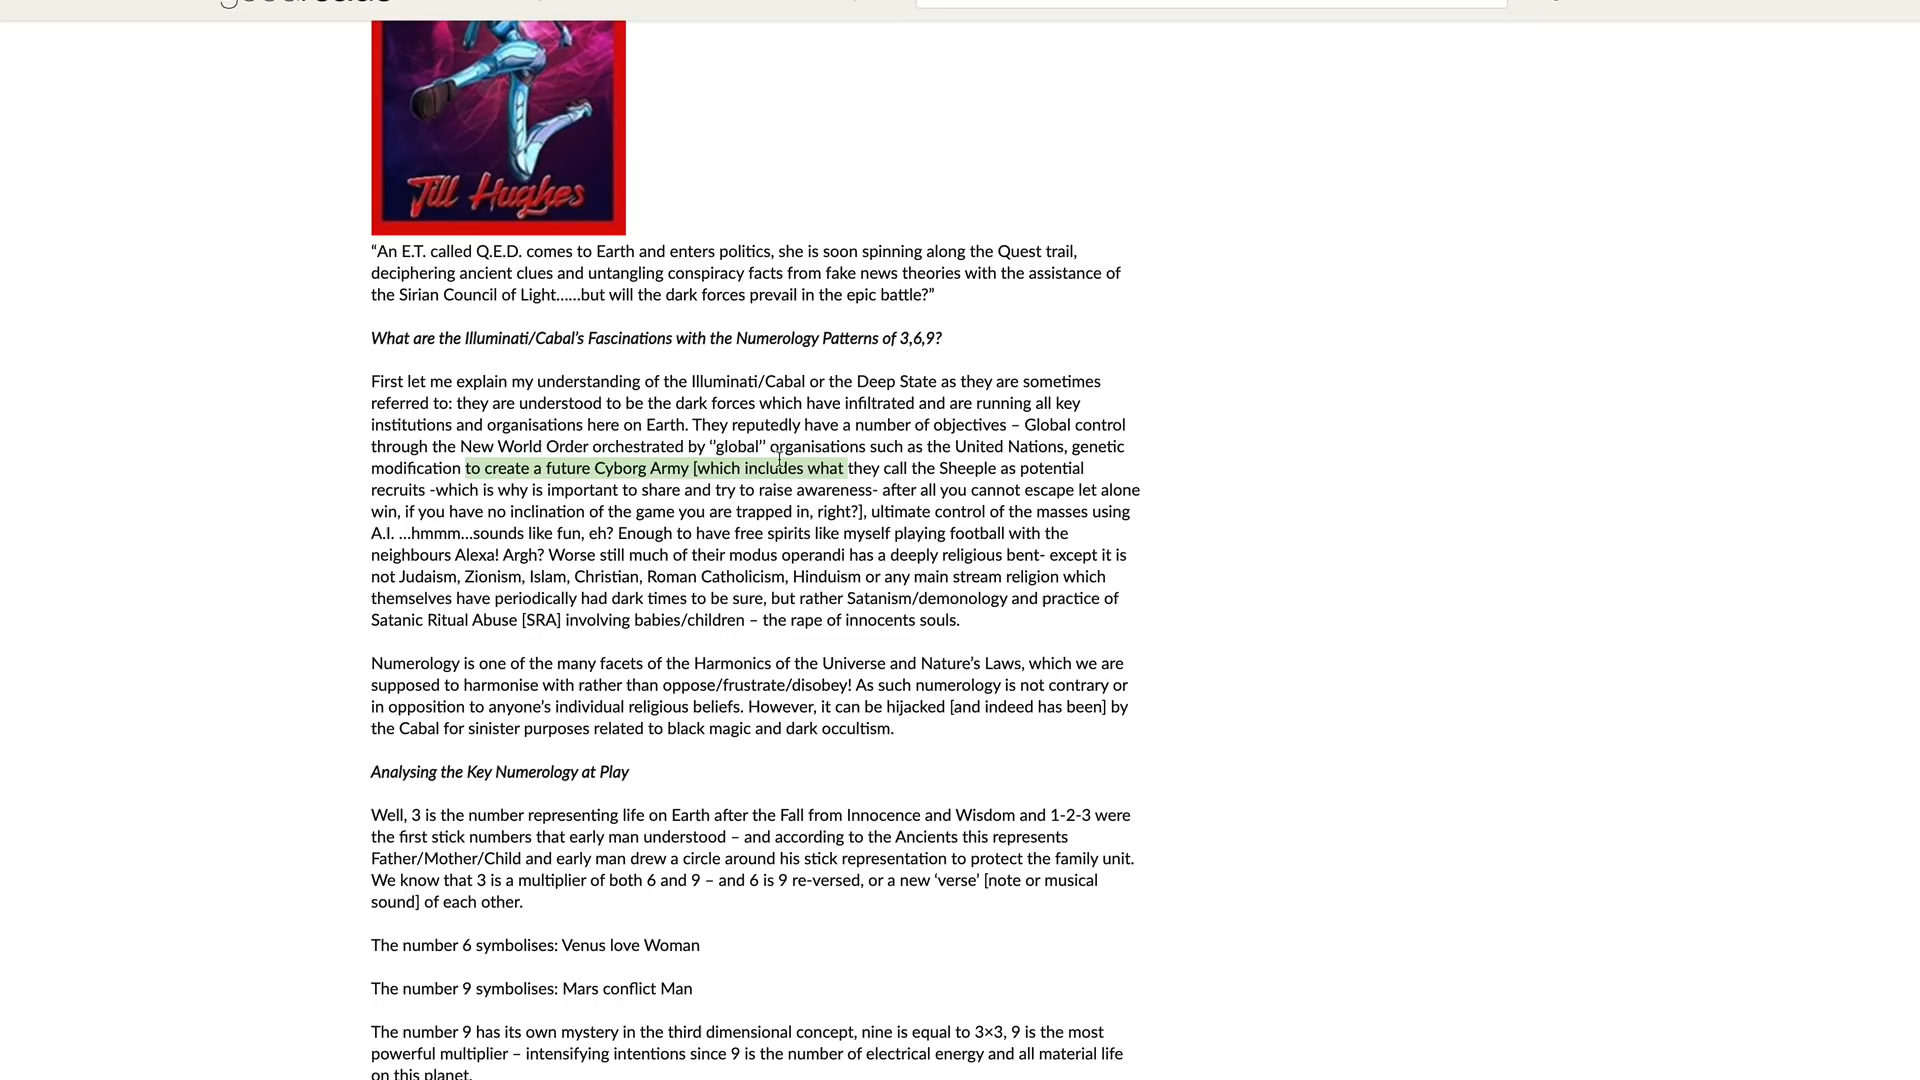 Jill Hughes
“An E.T. called Q.E.D. comes to Earth and enters politics, she is soon spinning along the Quest trail,
deciphering ancient clues and untangling conspiracy facts from fake news theories with the assistance of
the Sirian Council of Light……but will the dark forces prevail in the epic battle?”
What are the Illuminati/Cabal’s Fascinations with the Numerology Patterns of 3,6,9?
First let me explain my understanding of the Illuminati/Cabal or the Deep State as they are sometimes
referred to: they are understood to be the dark forces which have infiltrated and are running all key
institutions and organisations here on Earth. They reputedly have a number of objectives – Global control
through the New World Order orchestrated by ‘’global’’ organisations such as the United Nations, genetic
modification to create a future Cyborg Army [which includes what they call the Sheeple as potential
recruits -which is why is important to share and try to raise awareness- after all you cannot escape let alone
win, if you have no inclination of the game you are trapped in, right?], ultimate control of the masses using
A.I. …hmmm…sounds like fun, eh? Enough to have free spirits like myself playing football with the
neighbours Alexa! Argh? Worse still much of their modus operandi has a deeply religious bent- except it is
not Judaism, Zionism, Islam, Christian, Roman Catholicism, Hinduism or any main stream religion which
themselves have periodically had dark times to be sure, but rather Satanism/demonology and practice of
Satanic Ritual Abuse [SRA] involving babies/children – the rape of innocents souls.
Numerology is one of the many facets of the Harmonics of the Universe and Nature’s Laws, which we are
supposed to harmonise with rather than oppose/frustrate/disobey! As such numerology is not contrary or
in opposition to anyone’s individual religious beliefs. However, it can be hijacked [and indeed has been] by
the Cabal for sinister purposes related to black magic and dark occultism.
Analysing the Key Numerology at Play
Well, 3 is the number representing life on Earth after the Fall from Innocence and Wisdom and 1-2-3 were
the first stick numbers that early man understood – and according to the Ancients this represents
Father/Mother/Child and early man drew a circle around his stick representation to protect the family unit.
We know that 3 is a multiplier of both 6 and 9 – and 6 is 9 re-versed, or a new ‘verse’ [note or musical
sound] of each other.
The number 6 symbolises: Venus love Woman
The number 9 symbolises: Mars conflict Man
The number 9 has its own mystery in the third dimensional concept, nine is equal to 3×3, 9 is the most
powerful multiplier – intensifying intentions since 9 is the number of electrical energy and all material life
on this planet.